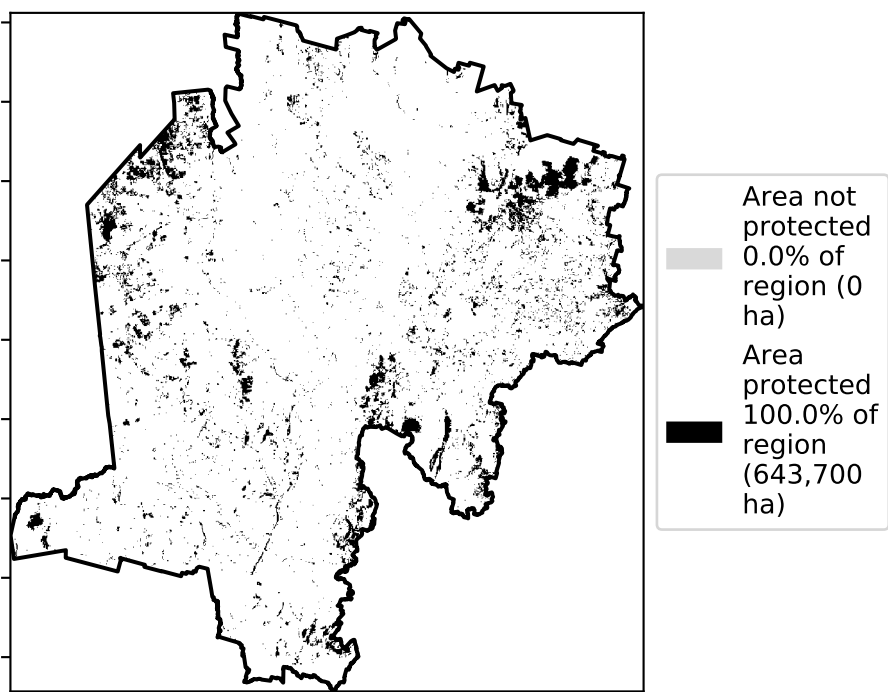 Area not
protected
0.0% of
region (0
ha)
Area
protected
100.0% of
region
(643,700
ha)